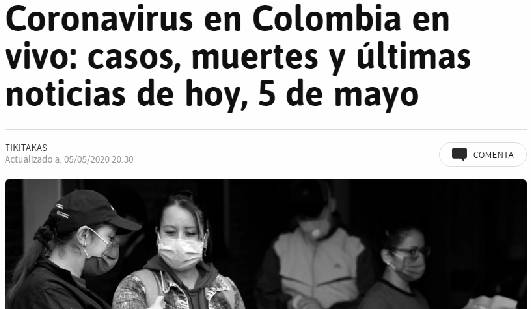 Coronavirus en Colombia en
vivo: casos, muertes y últimas
noticias de hoy, 5 de mayo
TIKITAKAS
Actualizado a 05/05/2020 20:30
COMENTA